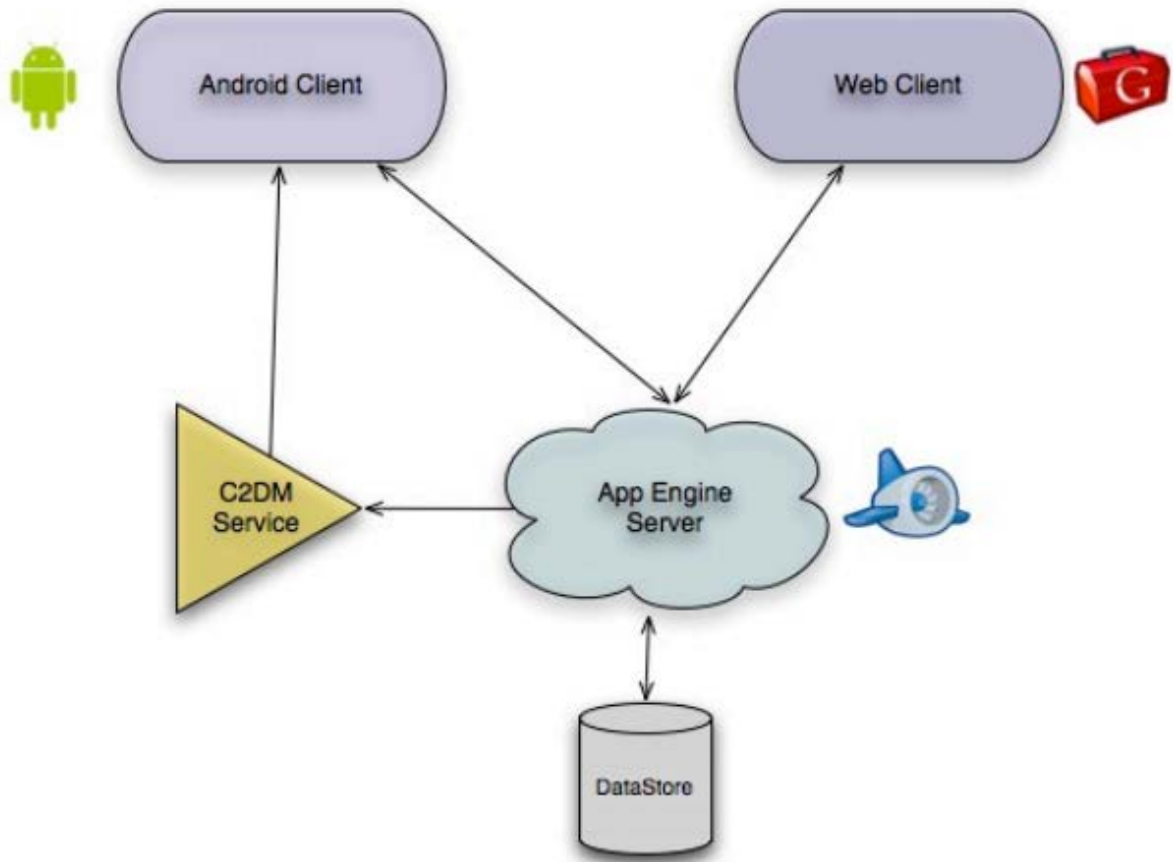 Android Client
Web Client
G
C2DM
Service
App Engine
Server
DataStore